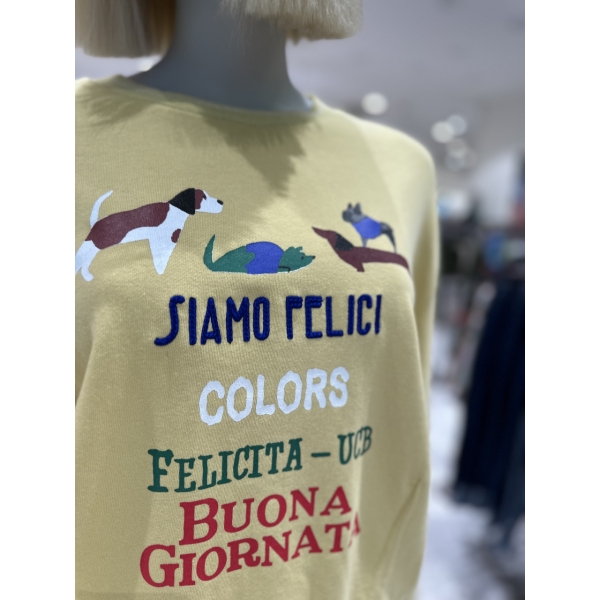 SIAMO FELICI
COLORS
FELICITA – UCB
BUONA
GIORNATA